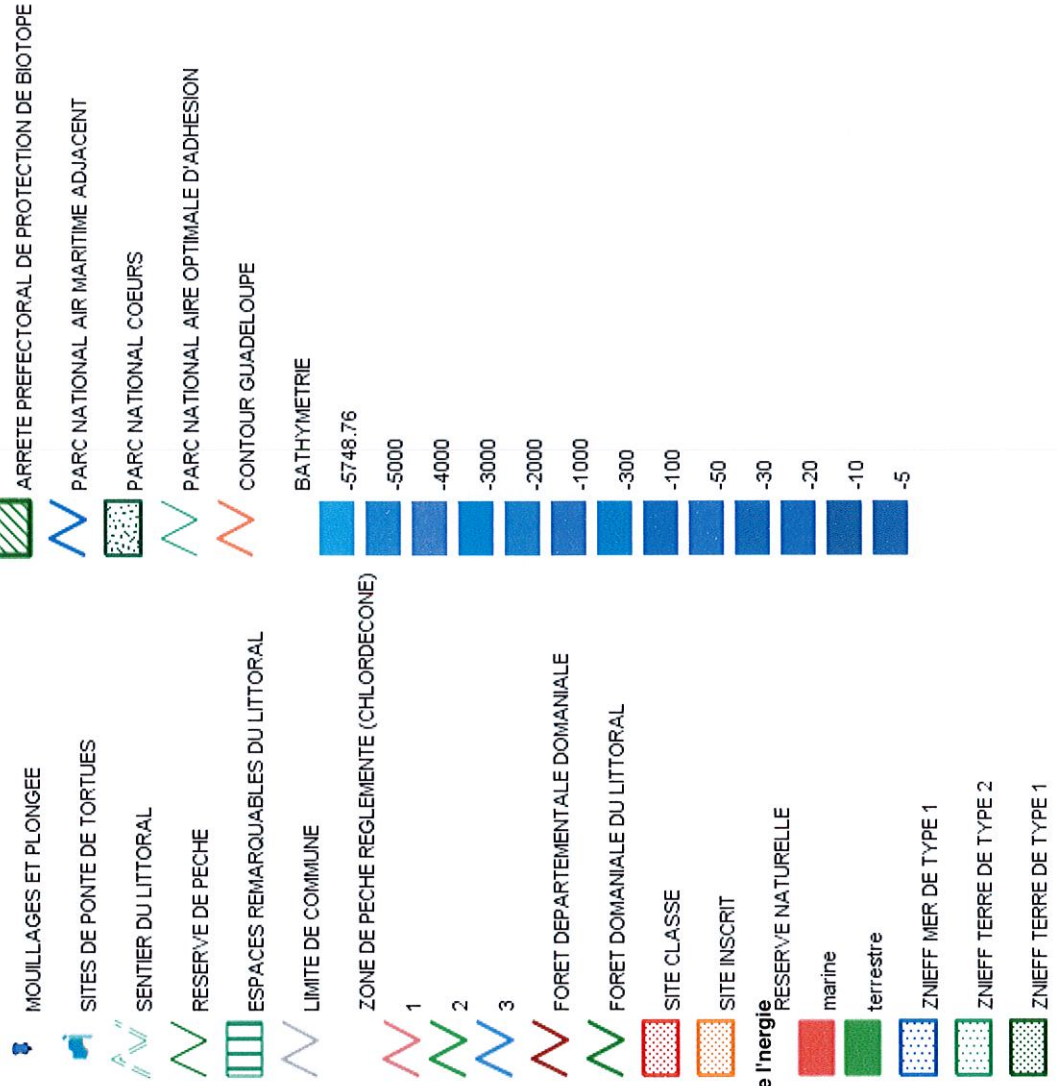 MOUILLAGES ET PLONGEE
SITES DE PONTE DE TORTUES
SENTIER DU LITTORAL
RESERVE DE PECHE
ESPACES REMARQUABLES DU LITTORAL
LIMITE DE COMMUNE
ZONE DE PECHE REGLEMENTE (CHLORDECONE)
1
2
3
FORET DEPARTEMENTALE DOMANIALE
FORET DOMANIALE DU LITTORAL
SITE CLASSE
SITE INSCRIT
e l'nergie
RESERVE NATURELLE
marine
terrestre
ZNIEFF MER DE TYPE 1
ZNIEFF TERRE DE TYPE 2
ZNIEFF TERRE DE TYPE 1
ARRETE PREFECTORAL DE PROTECTION DE BIOTOPE
PARC NATIONAL AIR MARITIME ADJACENT
PARC NATIONAL COEURS
PARC NATIONAL AIRE OPTIMALE D'ADHESION
CONTOUR GUADELOUPE
BATHYMETRIE
-5748.76
-5000
-4000
-3000
-2000
-1000
-300
-100
-50
-30
-20
-10
-5